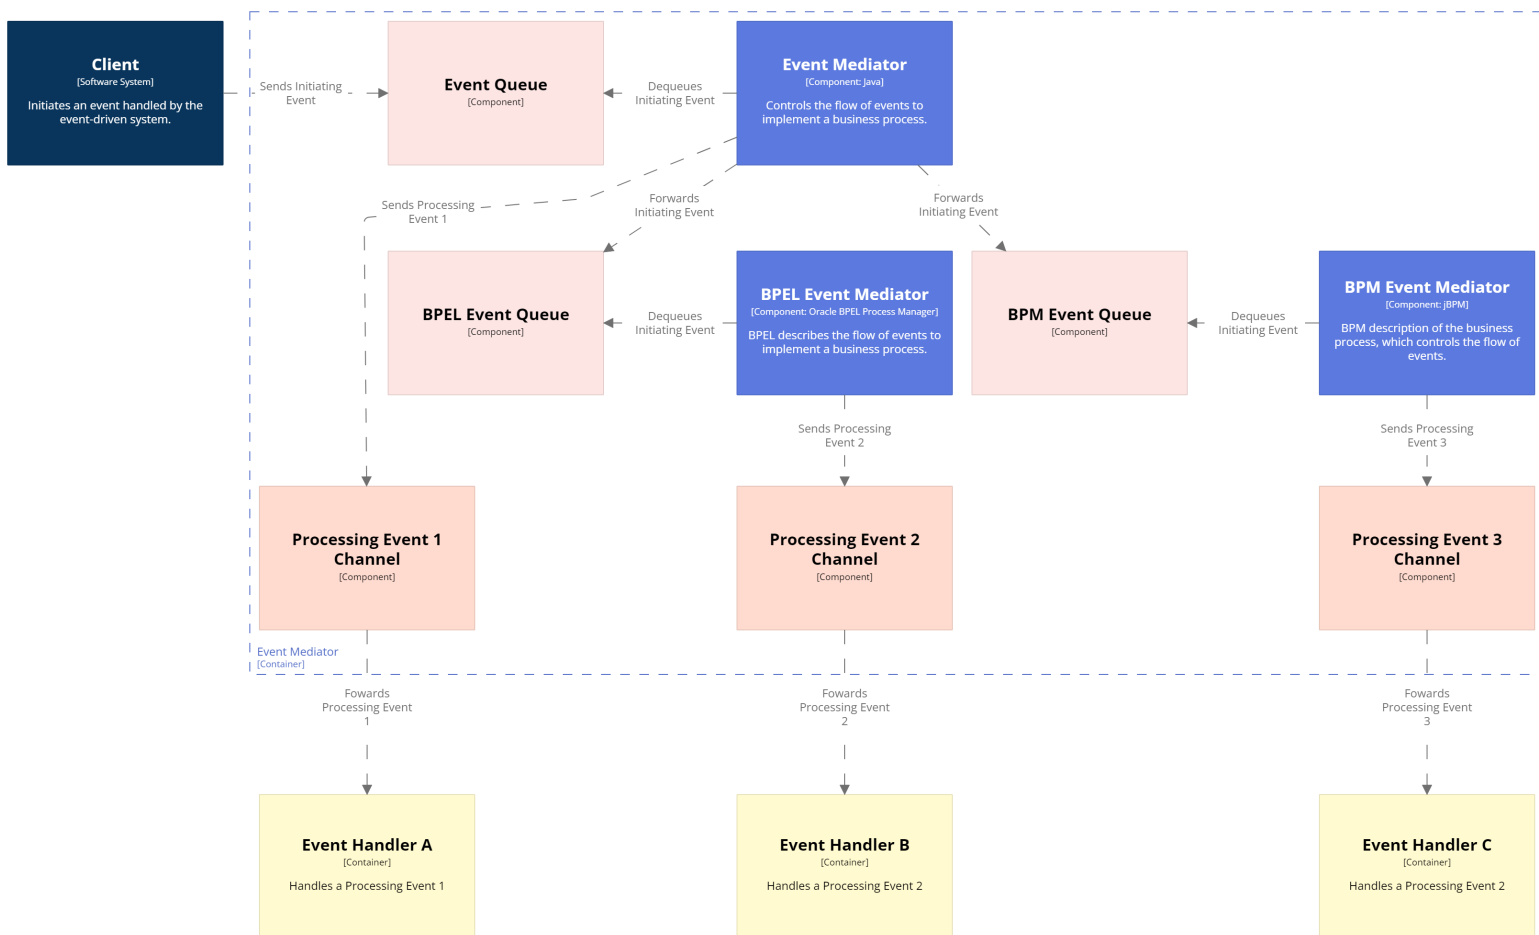 Client
[Software System]
Initiates an event handled by the
event-driven system.
Sends Initiating
Event
Event Queue
[Component]
Dequeues
Initiating Event
Event Mediator
[Component: Java]
Controls the flow of events to
implement a business process.
Sends Processing
Event 1
Forwards
Initiating Event
Forwards
Initiating Event
BPEL Event Queue
[Component]
Dequeues
Initiating Event
BPEL Event Mediator
[Component: Oracle BPEL Process Manager]
BPEL describes the flow of events to
implement a business process.
BPM Event Queue
[Component]
Dequeues
Initiating Event
BPM Event Mediator
[Component: jBPM]
BPM description of the business
process, which controls the flow of
events.
Sends Processing
Event 2
Sends Processing
Event 3
Processing Event 1
Channel
[Component]
Processing Event 2
Channel
[Component]
Processing Event 3
Channel
[Component]
Event Mediator
[Container]
Fowards
Processing Event
1
Fowards
Processing Event
2
Fowards
Processing Event
3
Event Handler A
[Container]
Handles a Processing Event 1
Event Handler B
[Container]
Handles a Processing Event 2
Event Handler C
[Container]
Handles a Processing Event 2